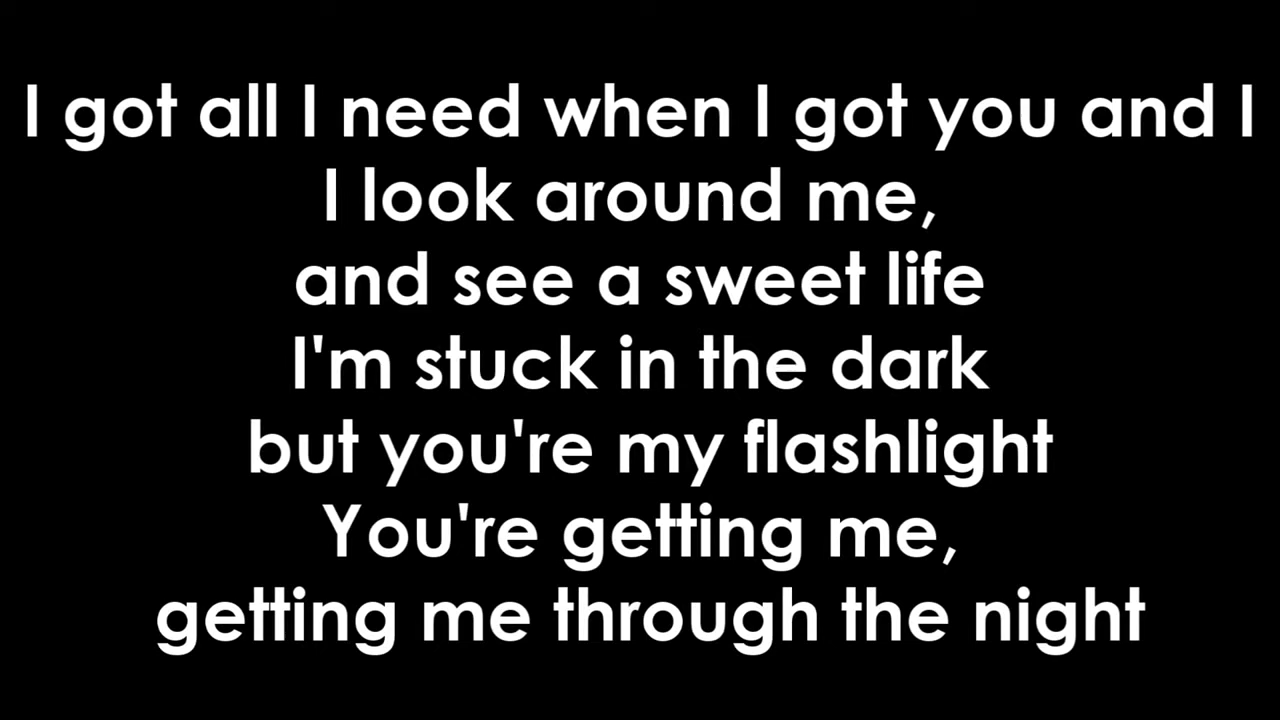 I got all I need when I got you and I
I look around me,
and see a sweet life
I'm stuck in the dark
but you're my flashlight
You're getting me,
getting me through the night